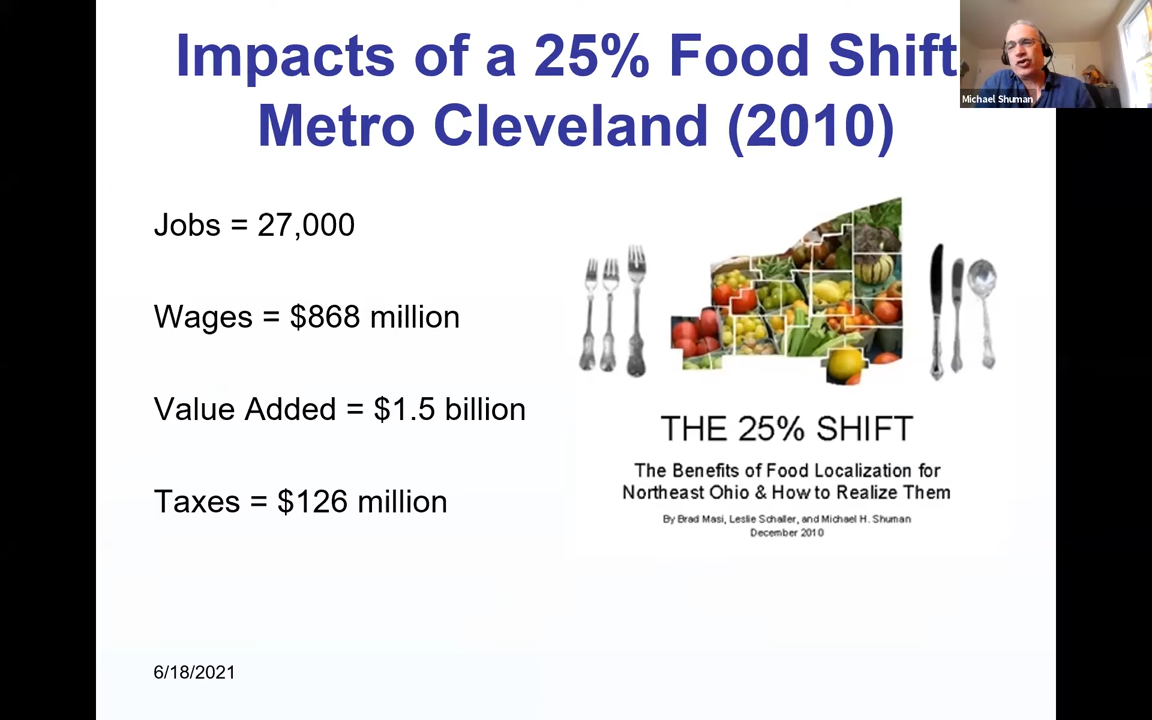 Impacts of a 25% Food Shift
Metro Cleveland (2010)
Michael Shuman
Jobs = 27,000
Wages = $868 million
Value Added = $1.5 billion
Taxes = $126 million
THE 25% SHIFT
The Benefits of Food Localization for
Northeast Ohio & How to Realize Them
By Brad Masi, Leslie Schaller, and Michael H. Shuman
December 2010
6/18/2021